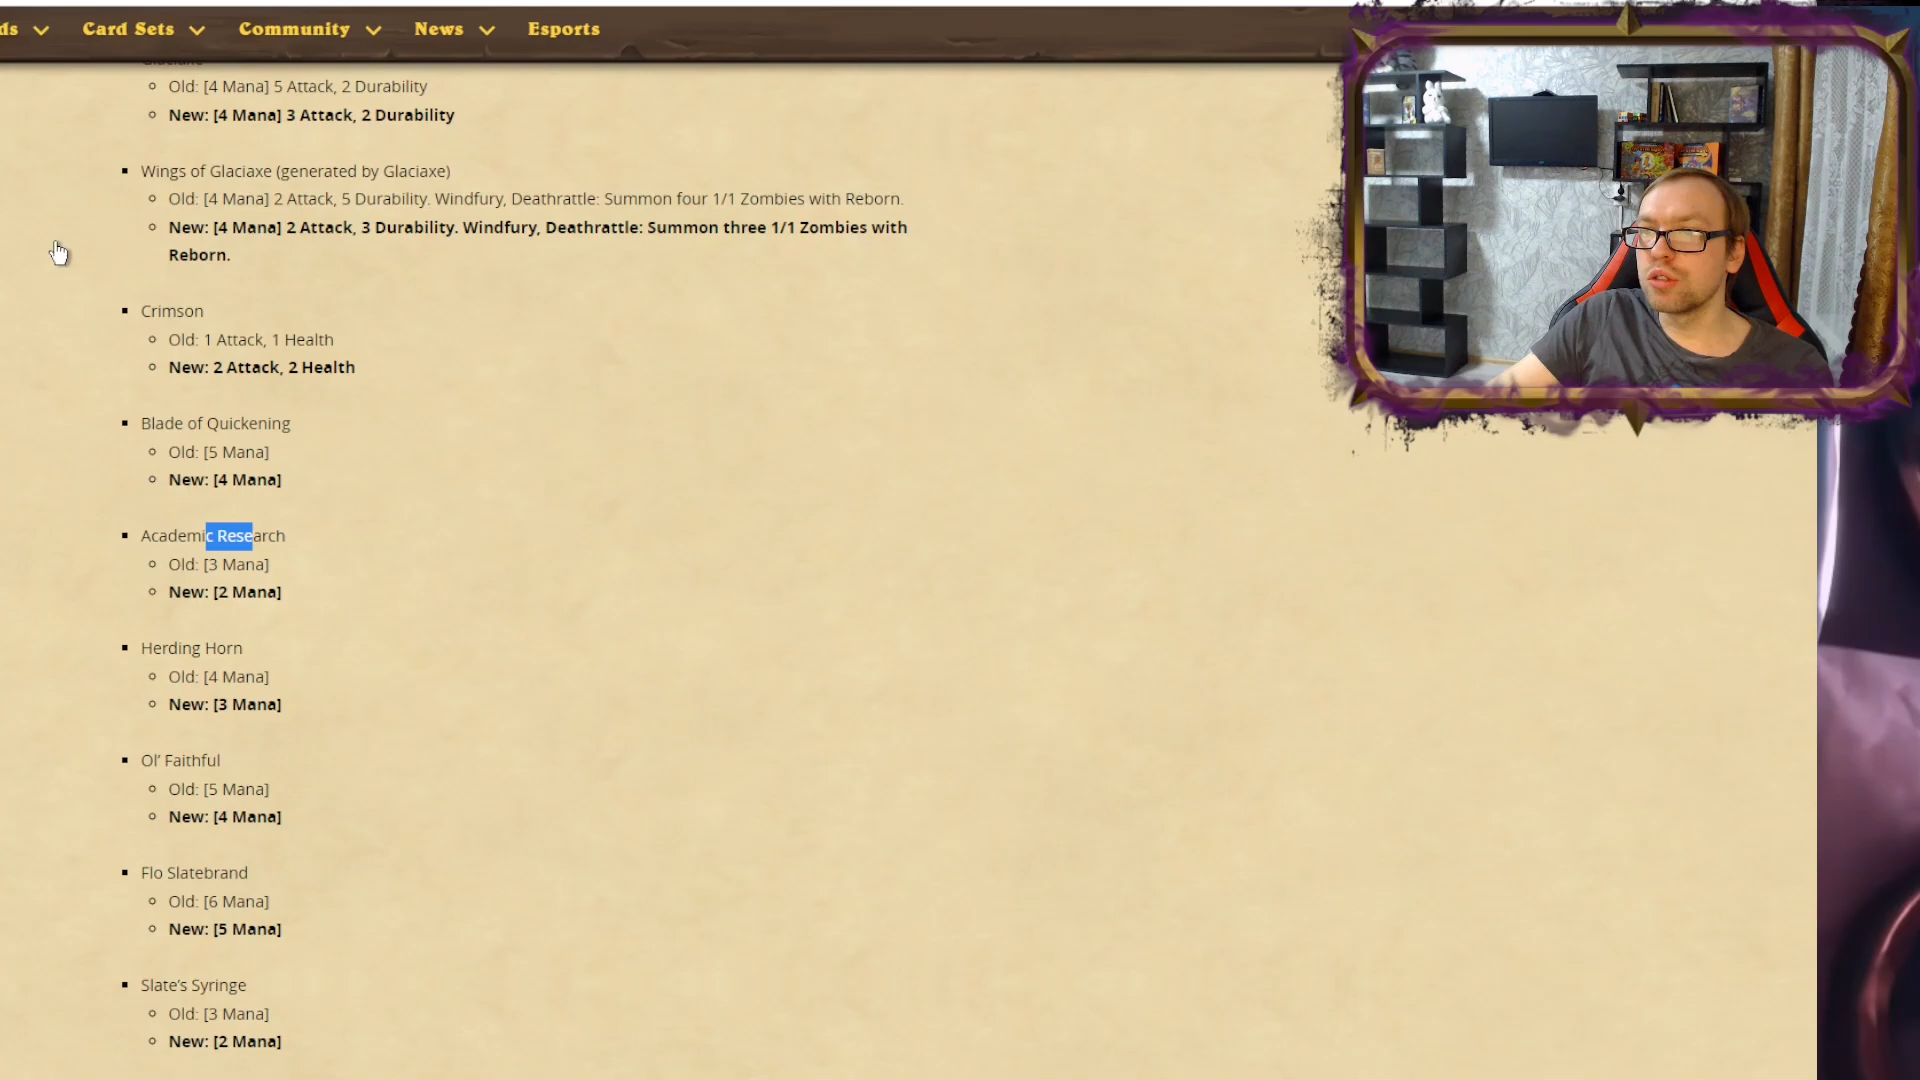 ds Card Sets Community News Esports
Glaciaxe
Old: [4 Mana] 5 Attack, 2 Durability
New: [4 Mana] 3 Attack, 2 Durability
Wings of Glaciaxe (generated by Glaciaxe)
Old: [4 Mana] 2 Attack, 5 Durability. Windfury, Deathrattle: Summon four 1/1 Zombies with Reborn.
New: [4 Mana] 2 Attack, 3 Durability. Windfury, Deathrattle: Summon three 1/1 Zombies with
Reborn.
Crimson
Old: 1 Attack, 1 Health
New: 2 Attack, 2 Health
Blade of Quickening
Old: [5 Mana]
New: [4 Mana]
Academic Research
Old: [3 Mana]
New: [2 Mana]
Herding Horn
Old: [4 Mana]
New: [3 Mana]
Ol’ Faithful
Old: [5 Mana]
New: [4 Mana]
Flo Slatebrand
Old: [6 Mana]
New: [5 Mana]
Slate’s Syringe
Old: [3 Mana]
New: [2 Mana]